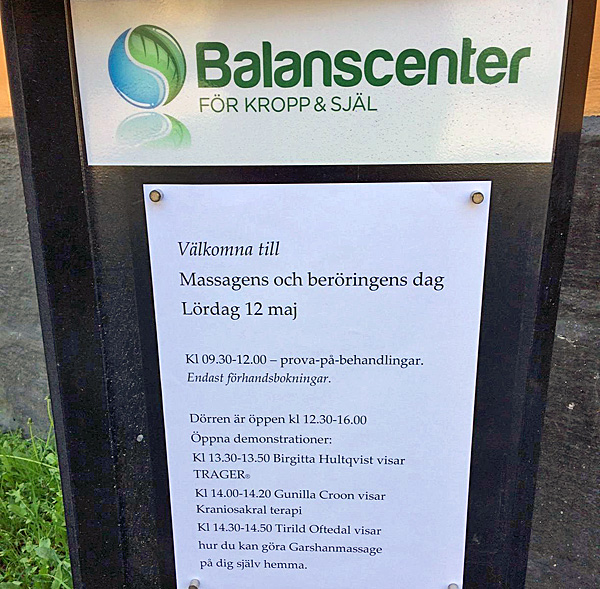 Balanscenter
FÖR KROPP & SJÄL
Välkomna till
Massagens och beröringens dag
Lördag 12 maj
Kl 09.30-12.00 – prova-på-behandlingar.
Endast förhandsbokningar.
Dörren är öppen kl 12.30-16.00
Öppna demonstrationer:
Kl 13.30-13.50 Birgitta Hultqvist visar
TRAGER®
Kl 14.00-14.20 Gunilla Croon visar
Kraniosakral terapi
Kl 14.30-14.50 Tirild Oftedal visar
hur du kan göra Garshanmassage
på dig själv hemma.